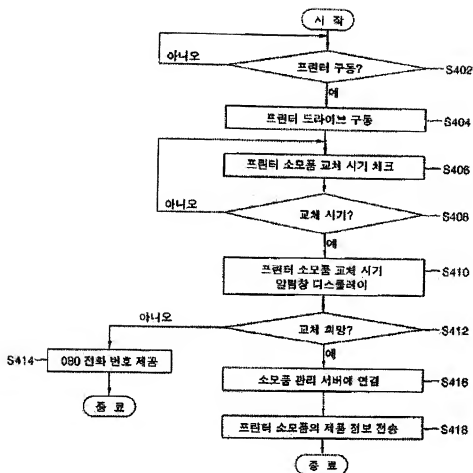 시 작
아니오
프린터 구동?
S402
예
프린터 드라이브 구동
S404
프린터 소모품 교체 시기 체크
S406
아니오
교체 시기?
S408
예
프린터 소모품 교체 시기
알림창 디스플레이
S410
아니오
교체 희망?
S412
예
S414
080 전화 번호 제공
소모품 관리 서버에 연결
S416
종 료
프린터 소모품의 제품 정보 전송
S418
종 료